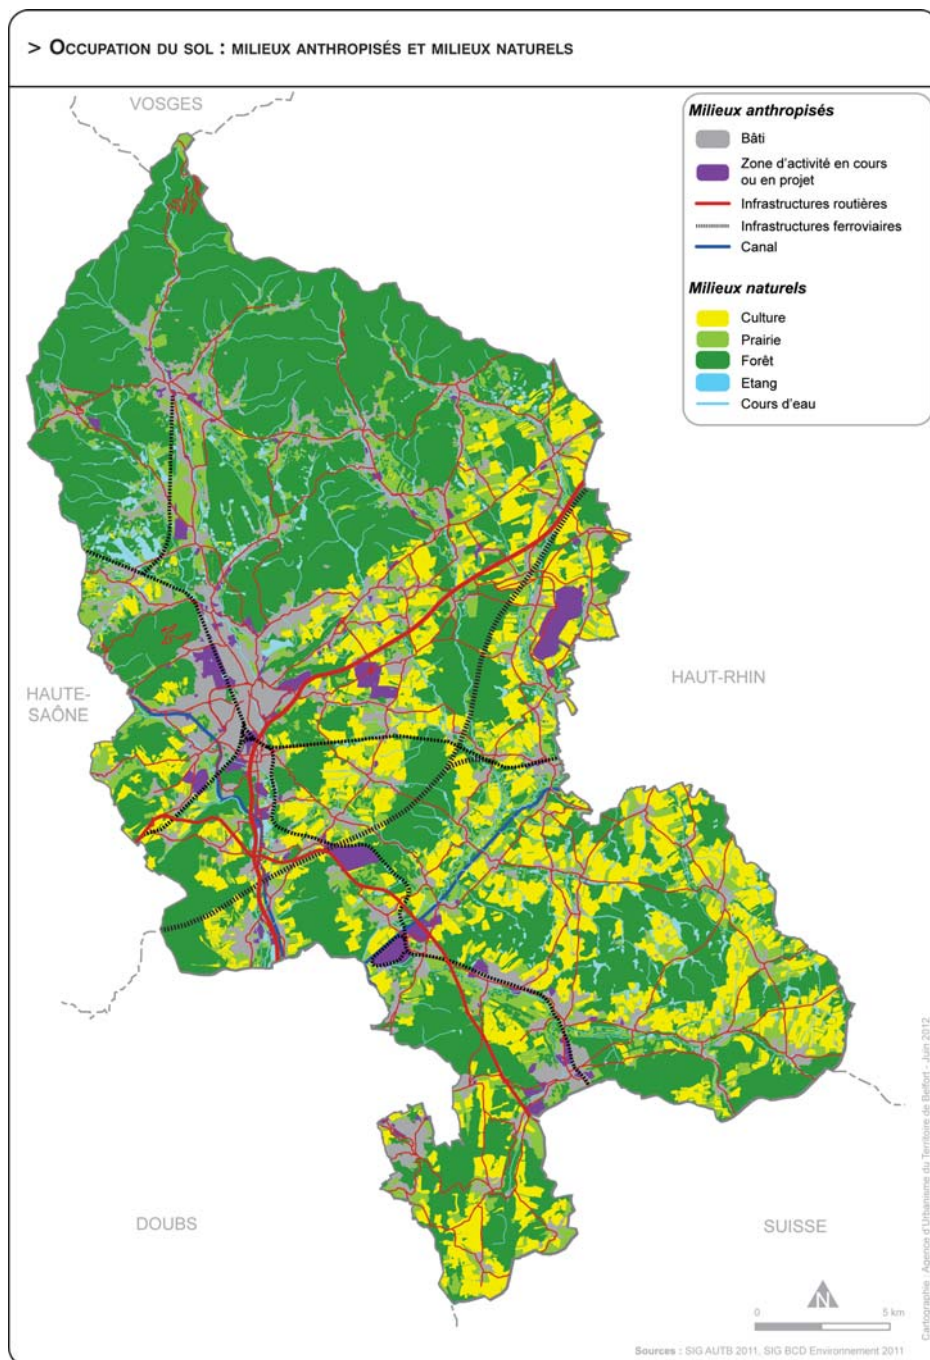 > Occupation du sol : milieux anthropisés et milieux naturels
VOSGES
Milieux anthropisés
Bâti
Zone d'activité en cours
ou en projet
Infrastructures routières
Infrastructures ferroviaires
Canal
Milieux naturels
Culture
Prairie
Forêt
Etang
Cours d'eau
HAUTE-
SAÔNE
HAUT-RHIN
DOUBS
SUISSE
N
0 5 km
Sources : SIG AUTB 2011, SIG BCD Environnement 2011
Cartographie : Agence d'Urbanisme du Territoire de Belfort - Juin 2012